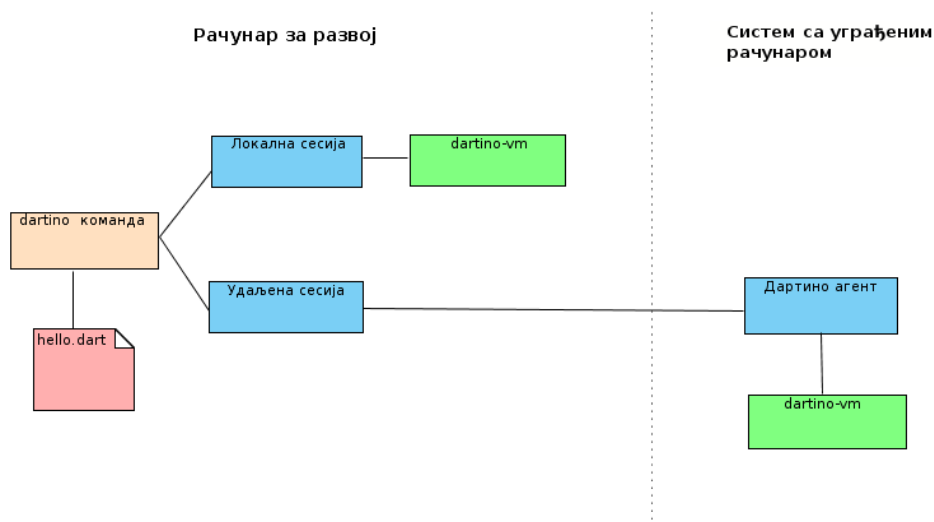 Рачунар за развој
Систем са уграђеним
рачунаром
Локална сесија
dartino-vm
dartino команда
Удаљена сесија
Дартино агент
hello.dart
dartino-vm